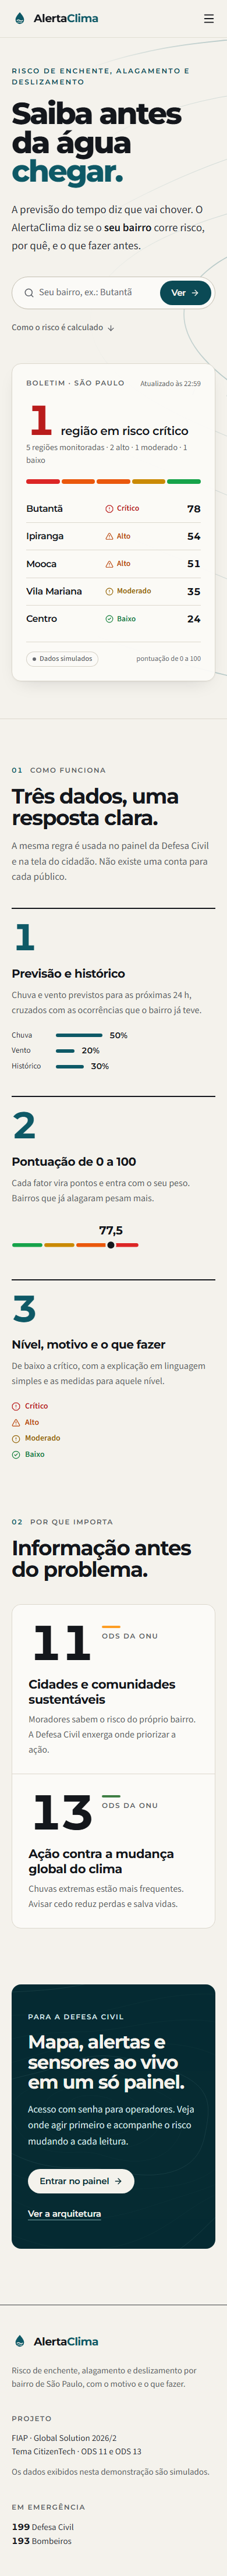 AlertaClima
RISCO DE ENCHENTE, ALAGAMENTO E
DESLIZAMENTO
Saiba antes
da água
chegar.
A previsão do tempo diz que vai chover. O
AlertaClima diz se o seu bairro corre risco,
por quê, e o que fazer antes.
Seu bairro, ex.: Butantã
Ver →
Como o risco é calculado ↓
BOLETIM · SÃO PAULO
Atualizado às 22:59
1 região em risco crítico
5 regiões monitoradas · 2 alto · 1 moderado · 1
baixo
Butantã Crítico 78
Ipiranga Alto 54
Mooca Alto 51
Vila Mariana Moderado 35
Centro Baixo 24
Dados simulados
pontuação de 0 a 100
01 COMO FUNCIONA
Três dados, uma
resposta clara.
A mesma regra é usada no painel da Defesa Civil
e na tela do cidadão. Não existe uma conta para
cada público.
1
Previsão e histórico
Chuva e vento previstos para as próximas 24 h,
cruzados com as ocorrências que o bairro já teve.
Chuva 50%
Vento 20%
Histórico 30%
2
Pontuação de 0 a 100
Cada fator vira pontos e entra com o seu peso.
Bairros que já alagaram pesam mais.
77,5
3
Nível, motivo e o que fazer
De baixo a crítico, com a explicação em linguagem
simples e as medidas para aquele nível.
Crítico
Alto
Moderado
Baixo
02 POR QUE IMPORTA
Informação antes
do problema.
11
ODS DA ONU
Cidades e comunidades
sustentáveis
Moradores sabem o risco do próprio bairro.
A Defesa Civil enxerga onde priorizar a
ação.
13
ODS DA ONU
Ação contra a mudança
global do clima
Chuvas extremas estão mais frequentes.
Avisar cedo reduz perdas e salva vidas.
PARA A DEFESA CIVIL
Mapa, alertas e
sensores ao vivo
em um só painel.
Acesso com senha para operadores. Veja
onde agir primeiro e acompanhe o risco
mudando a cada leitura.
Entrar no painel →
Ver a arquitetura
AlertaClima
Risco de enchente, alagamento e deslizamento por
bairro de São Paulo, com o motivo e o que fazer.
PROJETO
FIAP · Global Solution 2026/2
Tema CitizenTech · ODS 11 e ODS 13
Os dados exibidos nesta demonstração são simulados.
EM EMERGÊNCIA
199 Defesa Civil
193 Bombeiros